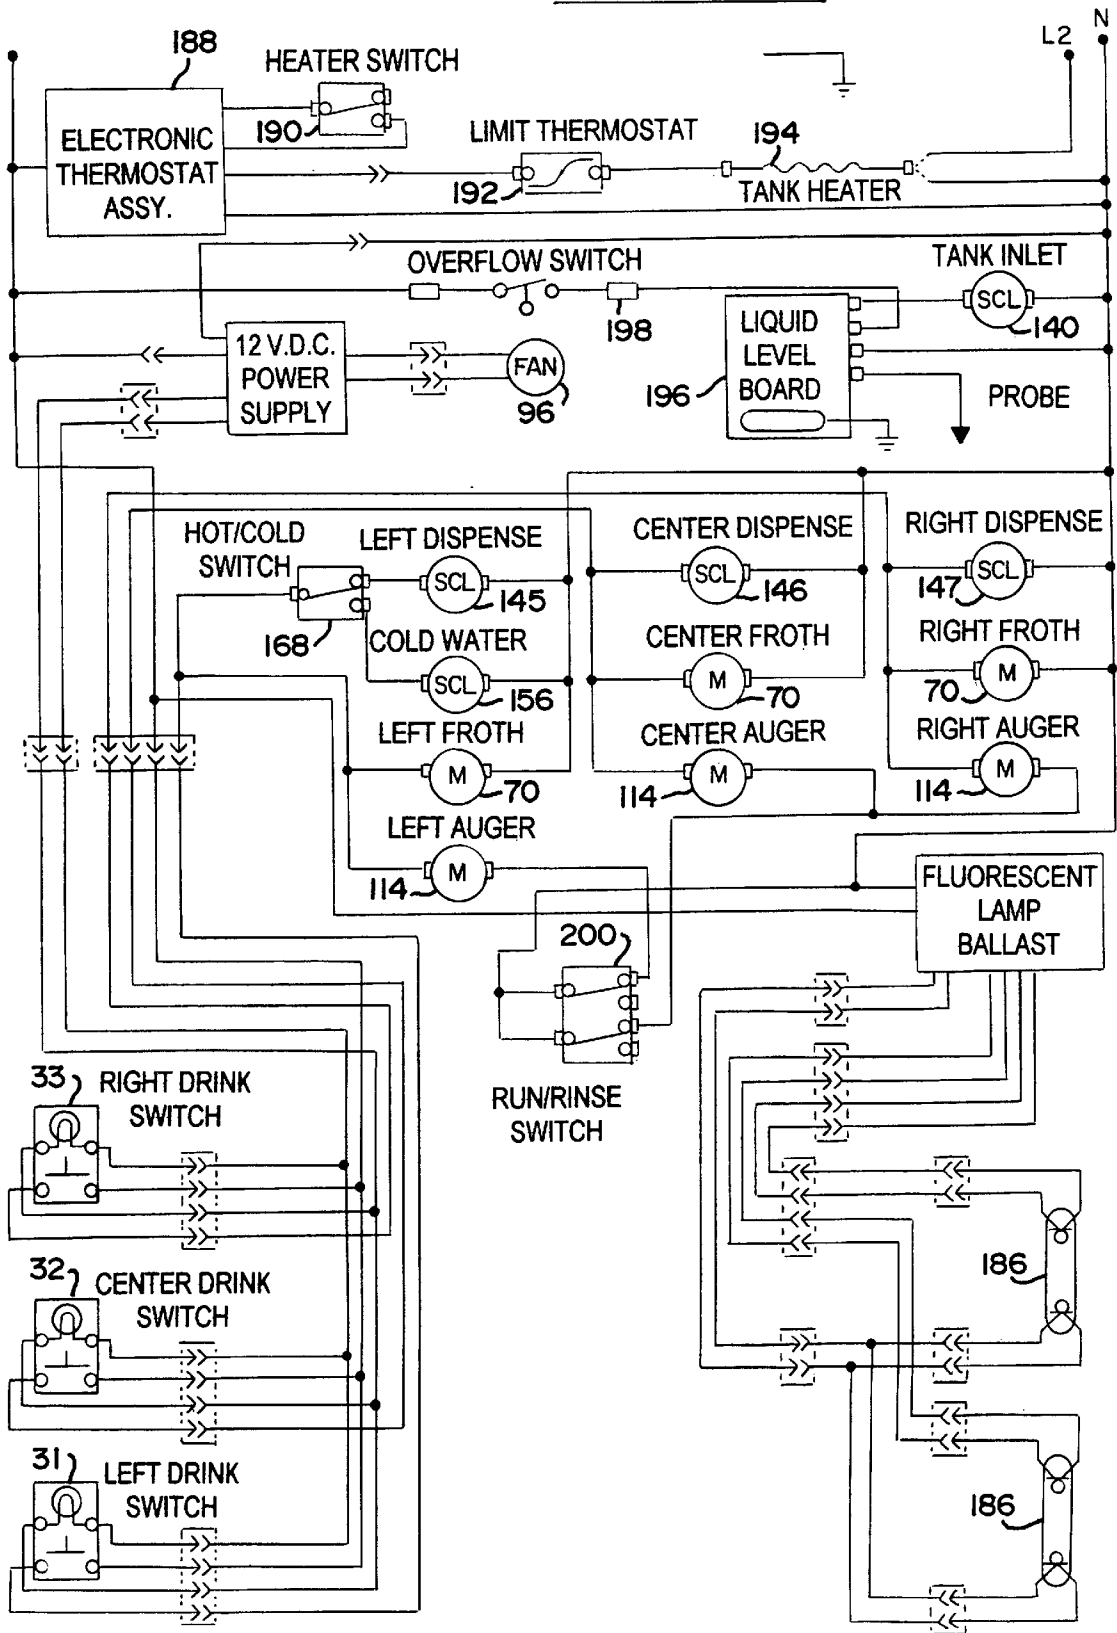 N
L2
188
HEATER SWITCH
190
ELECTRONIC
THERMOSTAT
ASSY.
LIMIT THERMOSTAT
192
194
TANK HEATER
OVERFLOW SWITCH
198
TANK INLET
SCL
140
12 V.D.C.
POWER
SUPPLY
FAN
96
LIQUID
LEVEL
BOARD
196
PROBE
HOT/COLD
SWITCH
168
LEFT DISPENSE
SCL
145
CENTER DISPENSE
SCL
146
RIGHT DISPENSE
SCL
147
COLD WATER
SCL
156
CENTER FROTH
M
70
RIGHT FROTH
M
70
LEFT FROTH
M
70
CENTER AUGER
M
114
RIGHT AUGER
M
114
LEFT AUGER
M
114
FLUORESCENT
LAMP
BALLAST
200
RUN/RINSE
SWITCH
33
RIGHT DRINK
SWITCH
32
CENTER DRINK
SWITCH
31
LEFT DRINK
SWITCH
186
186